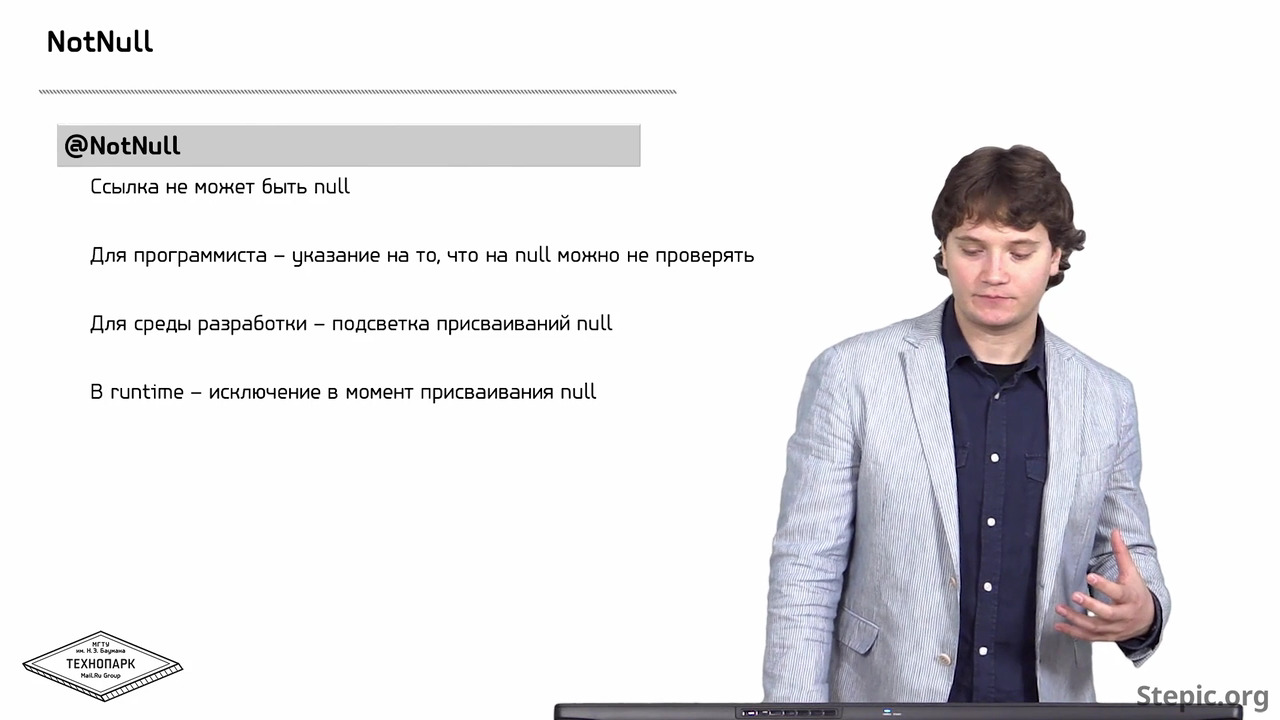 NotNull
@NotNull
Ссылка не может быть null
Для программиста – указание на то, что на null можно не проверять
Для среды разработки – подсветка присваиваний null
В runtime – исключение в момент присваивания null
МГТУ
им. Н.Э. Баумана
ТЕХНОПАРК
Mail.Ru Group
Stepic.org